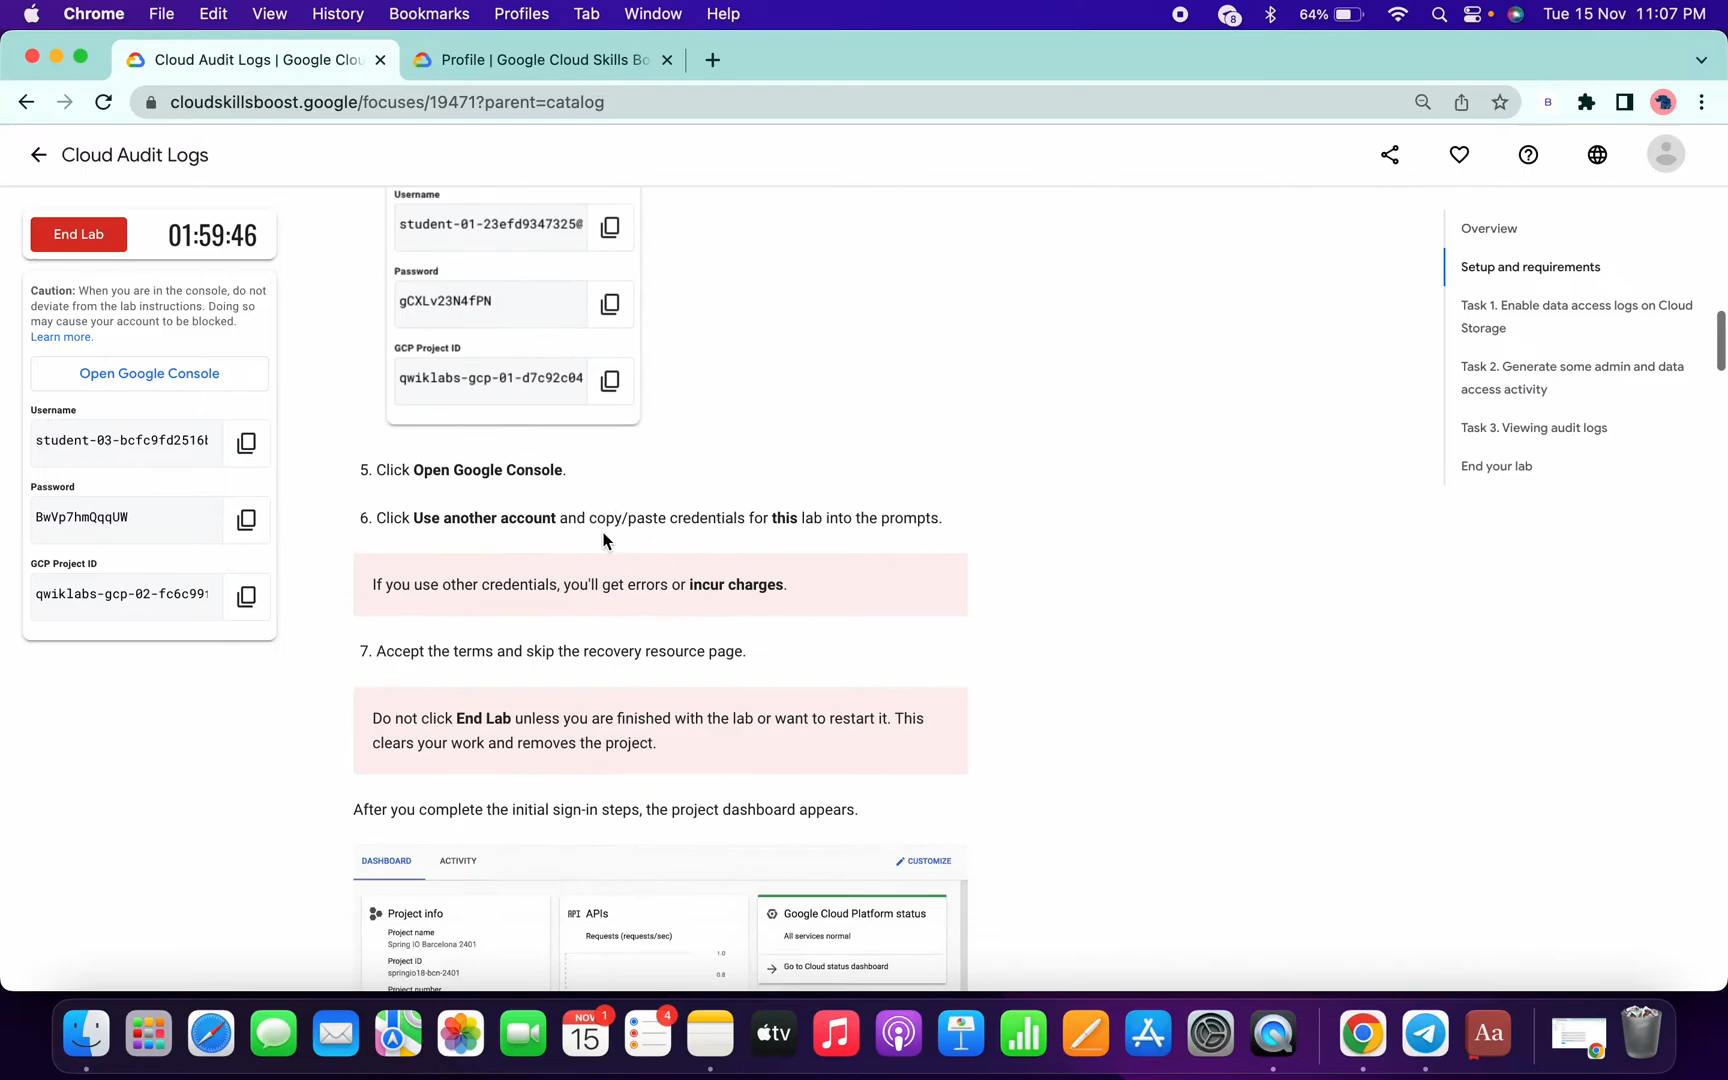 Chrome File Edit View History Bookmarks Profiles Tab Window Help
8 64% Tue 15 Nov 11:07 PM
Cloud Audit Logs | Google Clou
Profile | Google Cloud Skills Bo
cloudskillsboost.google/focuses/19471?parent=catalog
B
Cloud Audit Logs
End Lab
01:59:46
Caution: When you are in the console, do not
deviate from the lab instructions. Doing so
may cause your account to be blocked.
Learn more.
Open Google Console
Username
student-03-bcfc9fd2516
Password
BwVp7hmQqqUW
GCP Project ID
qwiklabs-gcp-02-fc6c99
Username
student-01-23efd9347325@
Password
gCXLv23N4fPN
GCP Project ID
qwiklabs-gcp-01-d7c92c04
5. Click Open Google Console.
6. Click Use another account and copy/paste credentials for this lab into the prompts.
If you use other credentials, you'll get errors or incur charges.
7. Accept the terms and skip the recovery resource page.
Do not click End Lab unless you are finished with the lab or want to restart it. This
clears your work and removes the project.
After you complete the initial sign-in steps, the project dashboard appears.
DASHBOARD
ACTIVITY
CUSTOMIZE
Project info
Project name
Spring IO Barcelona 2401
Project ID
springio18-bcn-2401
Project number
API APIs
Requests (requests/sec)
1.0
0.8
Google Cloud Platform status
All services normal
Go to Cloud status dashboard
Overview
Setup and requirements
Task 1. Enable data access logs on Cloud
Storage
Task 2. Generate some admin and data
access activity
Task 3. Viewing audit logs
End your lab
NOV
15
1
4
tv
Aa